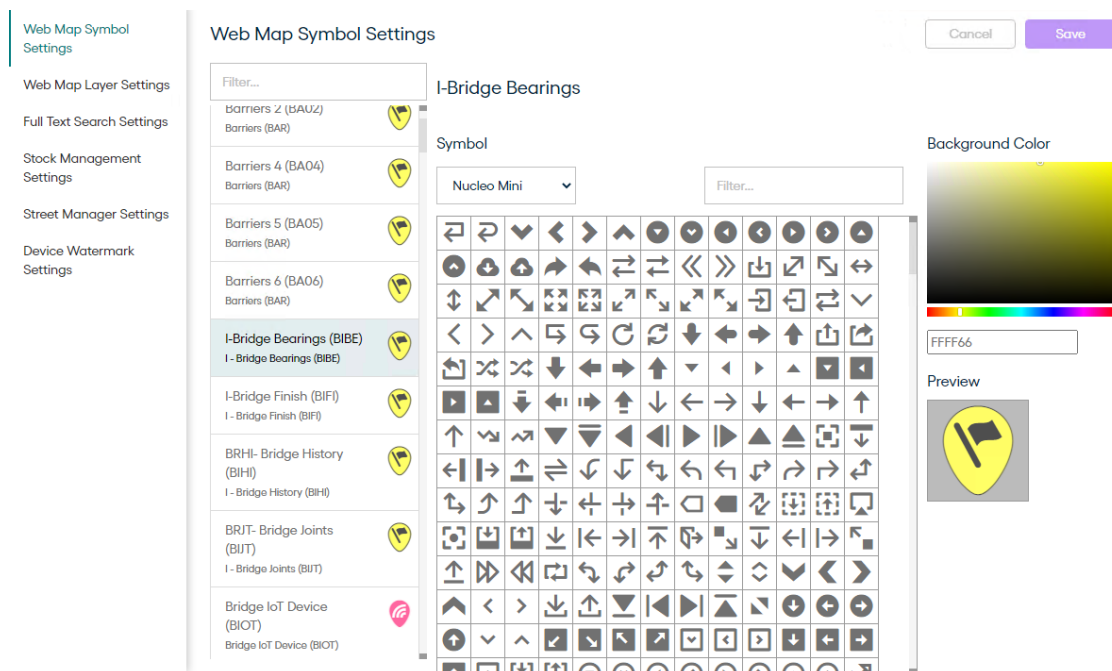 Web Map Symbol
Settings
Web Map Layer Settings
Full Text Search Settings
Stock Management
Settings
Street Manager Settings
Device Watermark
Settings
Web Map Symbol Settings
Cancel
Save
Filter...
Barriers 2 (BA02)
Barriers (BAR)
Barriers 4 (BA04)
Barriers (BAR)
Barriers 5 (BA05)
Barriers (BAR)
Barriers 6 (BA06)
Barriers (BAR)
I-Bridge Bearings (BIBE)
I - Bridge Bearings (BIBE)
I-Bridge Finish (BIFI)
I - Bridge Finish (BIFI)
BRHI- Bridge History
(BIHI)
I - Bridge History (BIHI)
BRJT- Bridge Joints
(BIJT)
I - Bridge Joints (BIJT)
Bridge IoT Device
(BIOT)
Bridge IoT Device (BIOT)
I-Bridge Bearings
Symbol
Nucleo Mini
Filter...
Background Color
FFFF66
Preview